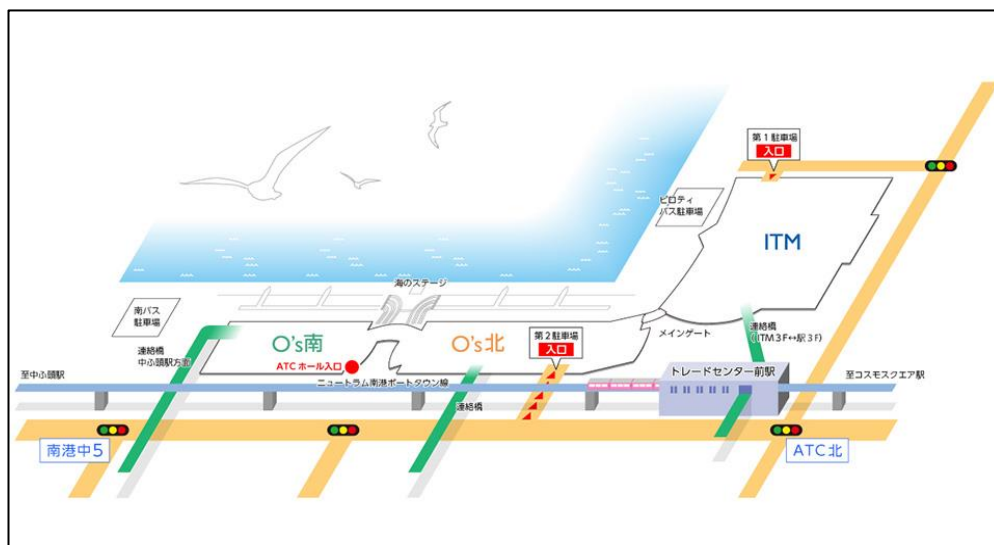 第1駐車場
入口
ピロティ
バス駐車場
ITM
海のステージ
南バス
駐車場
O's南
O's北
第2駐車場
入口
メインゲート
連絡橋
(ITM3F↔駅3F)
連絡橋
中ふ頭駅方面
ATCホール入口
ニュートラム南港ポートタウン線
トレードセンター前駅
至中ふ頭駅
至コスモスクエア駅
連絡橋
南港中5
ATC北